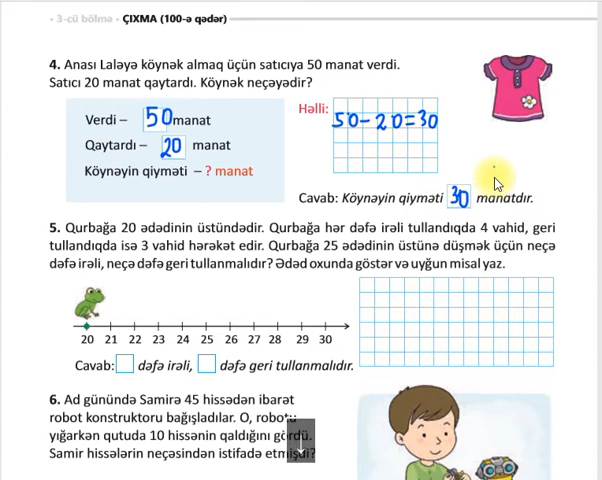 • 3-cü bölmə • ÇIXMA (100-ə qədər)
4. Anası Laləyə köynək almaq üçün satıcıya 50 manat verdi.
Satıcı 20 manat qaytardı. Köynək neçəyədir?
Verdi – 50 manat
Qaytardı – 20 manat
Köynəyin qiyməti – ? manat
Həlli:
50-20=30
Cavab: Köynəyin qiyməti 30 manatdır.
5. Qurbağa 20 ədədinin üstündədir. Qurbağa hər dəfə irəli tullandıqda 4 vahid, geri
tullandıqda isə 3 vahid hərəkət edir. Qurbağa 25 ədədinin üstünə düşmək üçün neçə
dəfə irəli, neçə dəfə geri tullanmalıdır? Ədəd oxunda göstər və uyğun misal yaz.
20 21 22 23 24 25 26 27 28 29 30
Cavab: dəfə irəli, dəfə geri tullanmalıdır.
6. Ad günündə Samirə 45 hissədən ibarət
robot konstruktoru bağışladılar. O, robotu
yığarkən qutuda 10 hissənin qaldığını gördü.
Samir hissələrin neçəsindən istifadə etmişdi?